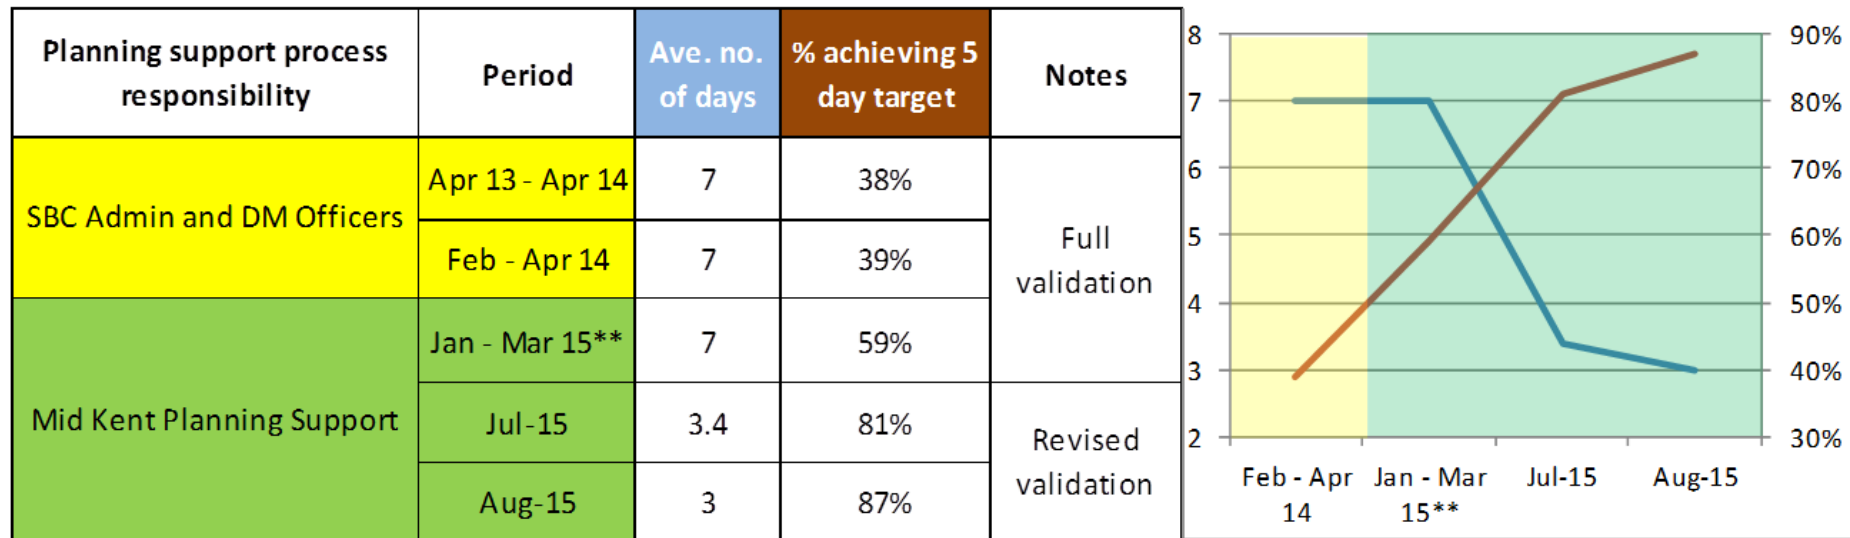 Planning support process
responsibility
Period
Ave. no.
of days
% achieving 5
day target
Notes
SBC Admin and DM Officers
Apr 13 - Apr 14
7
38%
Full
validation
Feb - Apr 14
7
39%
Mid Kent Planning Support
Jan - Mar 15**
7
59%
Jul-15
3.4
81%
Revised
validation
Aug-15
3
87%
8
7
6
5
4
3
2
90%
80%
70%
60%
50%
40%
30%
Feb - Apr
14
Jan - Mar
15**
Jul-15
Aug-15